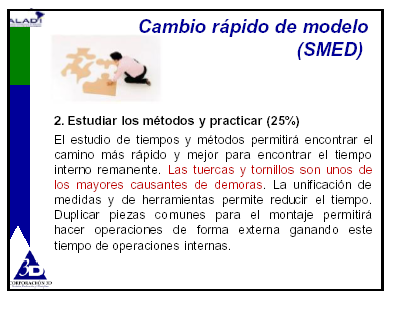 ALADI
Cambio rápido de modelo
(SMED)
2. Estudiar los métodos y practicar (25%)
El estudio de tiempos y métodos permitirá encontrar el
camino más rápido y mejor para encontrar el tiempo
interno remanente. Las tuercas y tornillos son unos de
los mayores causantes de demoras. La unificación de
medidas y de herramientas permite reducir el tiempo.
Duplicar piezas comunes para el montaje permitirá
hacer operaciones de forma externa ganando este
tiempo de operaciones internas.
3D
CORPORACIÓN 3D